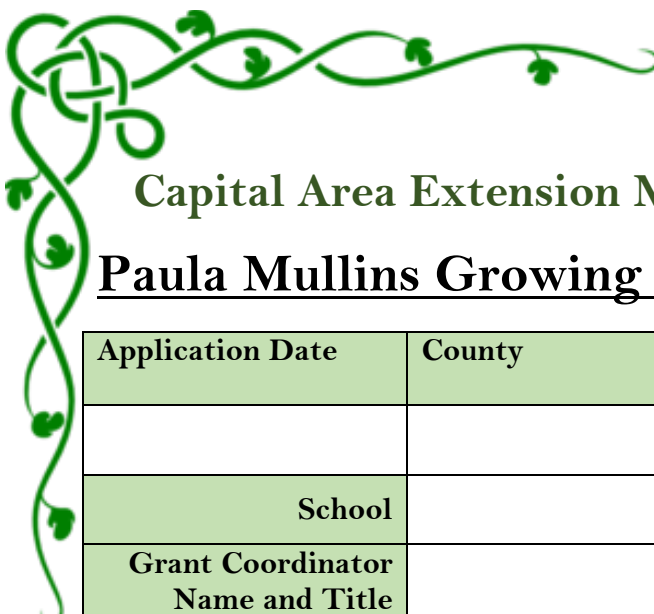 Capital Area Extension
Paula Mullins Growing
Application Date County
School
Grant Coordinator
Name and Title